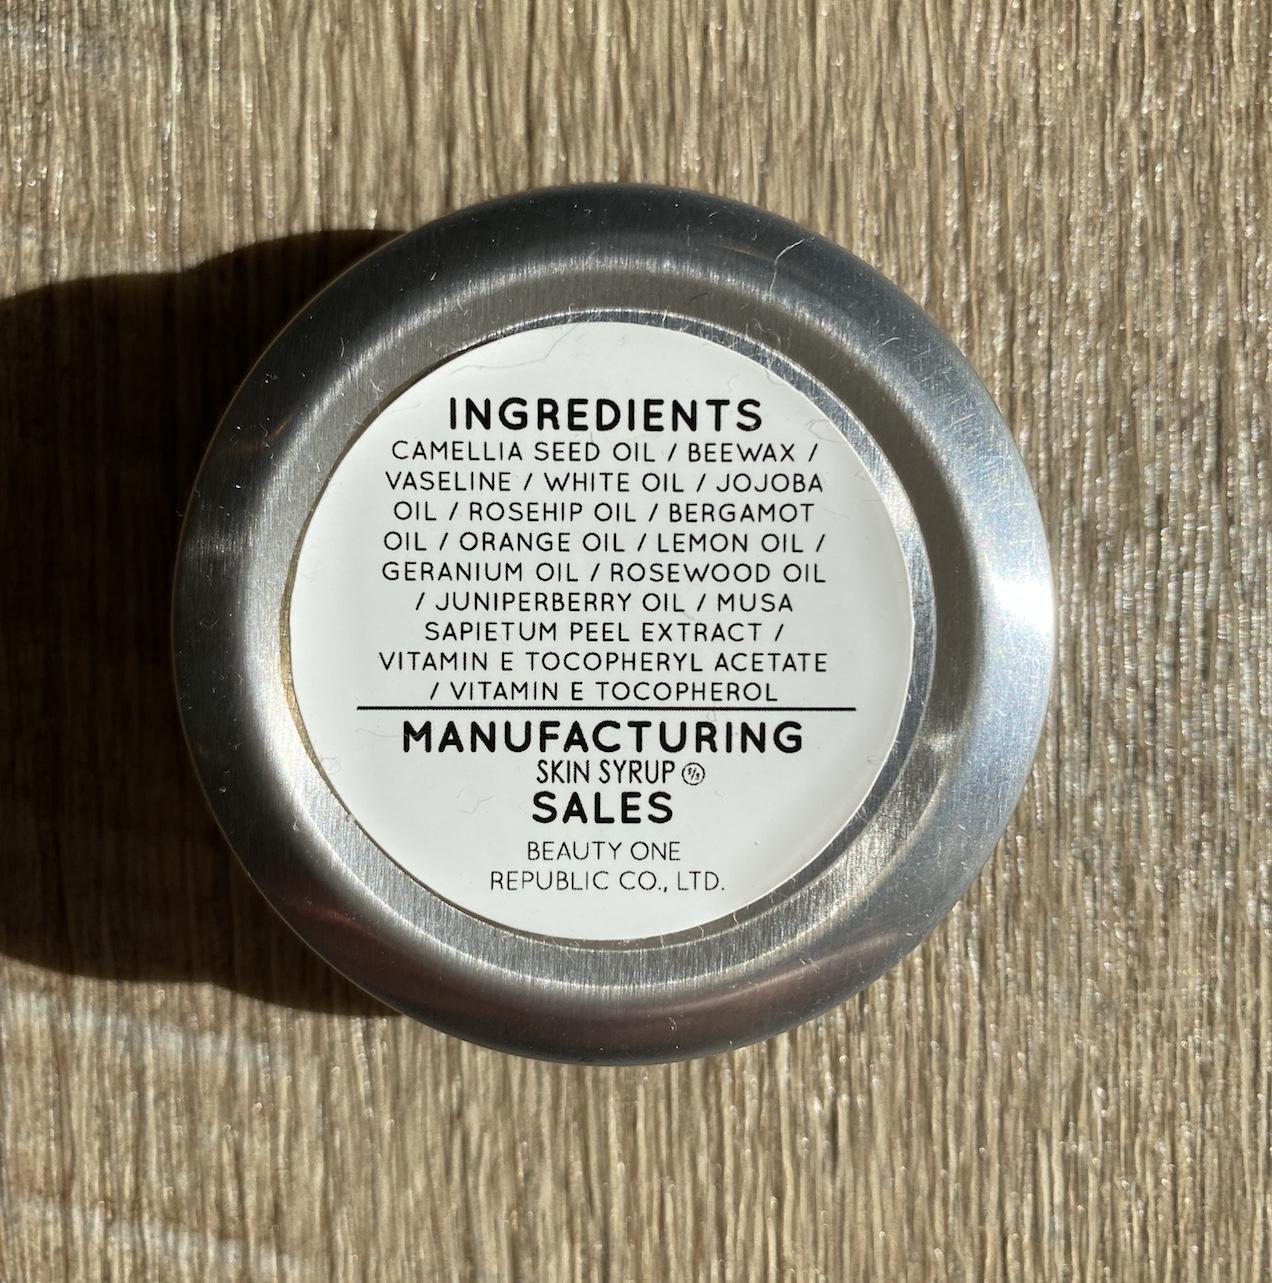 INGREDIENTS
CAMELLIA SEED OIL / BEEWAX /
VASELINE / WHITE OIL / JOJOBA
OIL / ROSEHIP OIL / BERGAMOT
OIL / ORANGE OIL / LEMON OIL /
GERANIUM OIL / ROSEWOOD OIL
/ JUNIPERBERRY OIL / MUSA
SAPIETUM PEEL EXTRACT /
VITAMIN E TOCOPHERYL ACETATE
/ VITAMIN E TOCOPHEROL
MANUFACTURING
SKIN SYRUP
SALES
BEAUTY ONE
REPUBLIC CO., LTD.